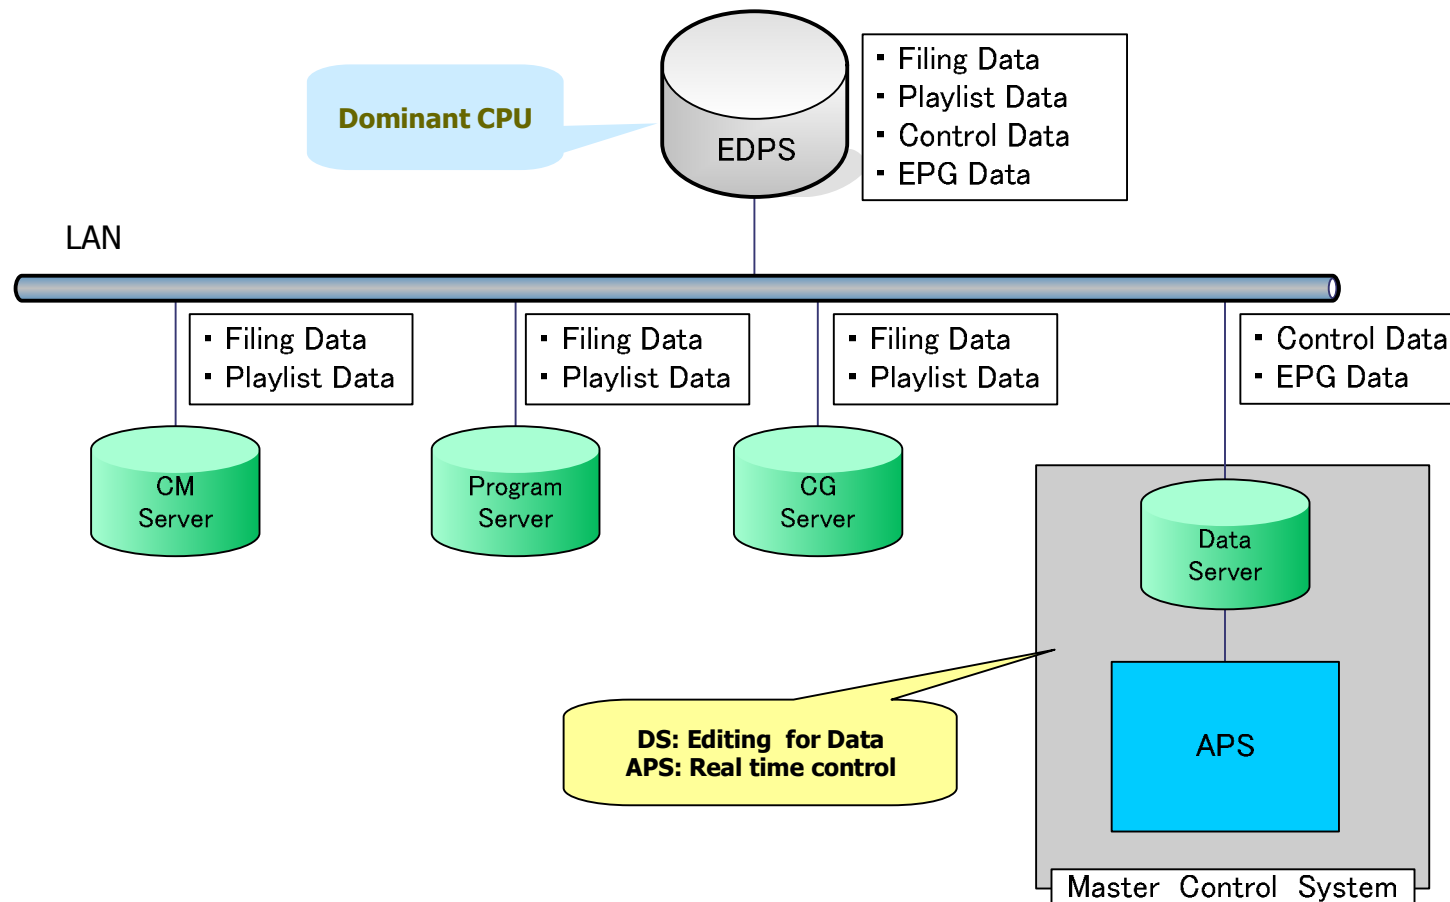 Dominant CPU
EDPS
▪ Filing Data
▪ Playlist Data
▪ Control Data
▪ EPG Data
LAN
▪ Filing Data
▪ Playlist Data
▪ Filing Data
▪ Playlist Data
▪ Filing Data
▪ Playlist Data
▪ Control Data
▪ EPG Data
CM
Server
Program
Server
CG
Server
Data
Server
DS: Editing for Data
APS: Real time control
APS
Master Control System